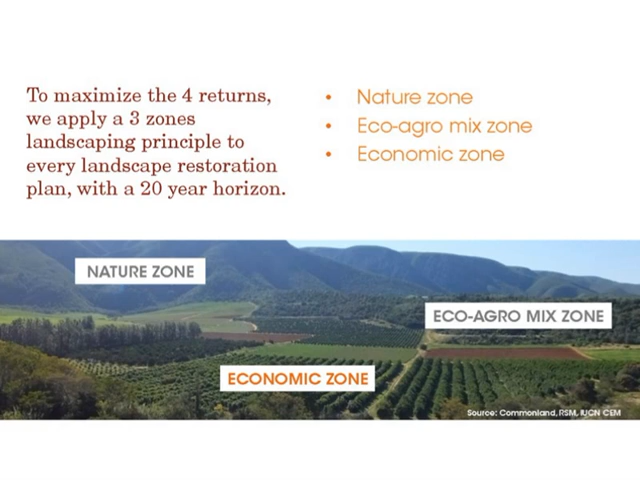 To maximize the 4 returns,
we apply a 3 zones
landscaping principle to
every landscape restoration
plan, with a 20 year horizon.
• Nature zone
• Eco-agro mix zone
• Economic zone
NATURE ZONE
ECO-AGRO MIX ZONE
ECONOMIC ZONE
Source: Commonland, RSM, IUCN CEM